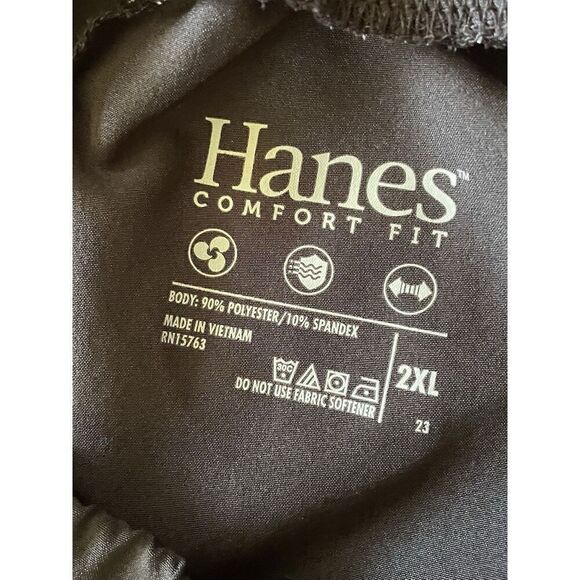 Hanes™
COMFORT FIT
BODY: 90% POLYESTER/10% SPANDEX
MADE IN VIETNAM
RN15763
30C
DO NOT USE FABRIC SOFTENER
2XL
23